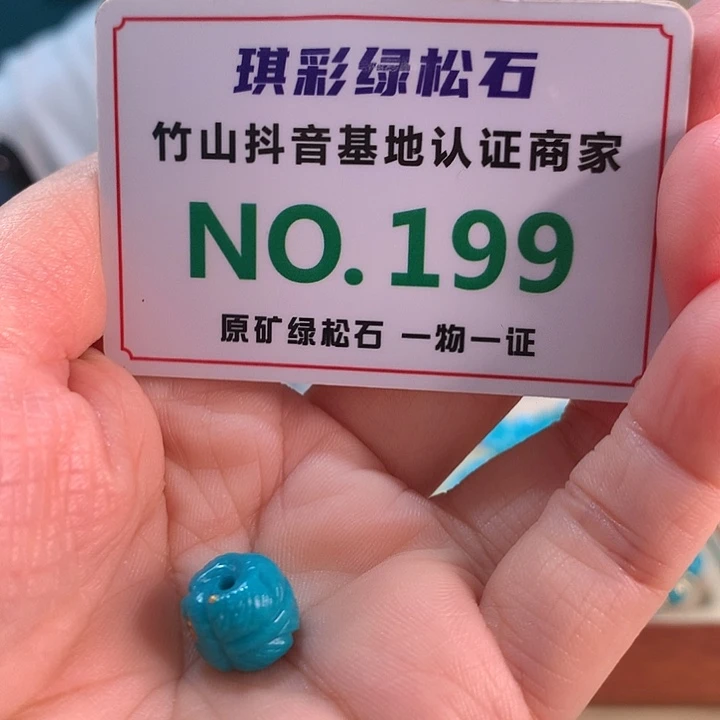 琪彩绿松石
竹山抖音基地认证商家
NO.199
原矿绿松石 一物一证